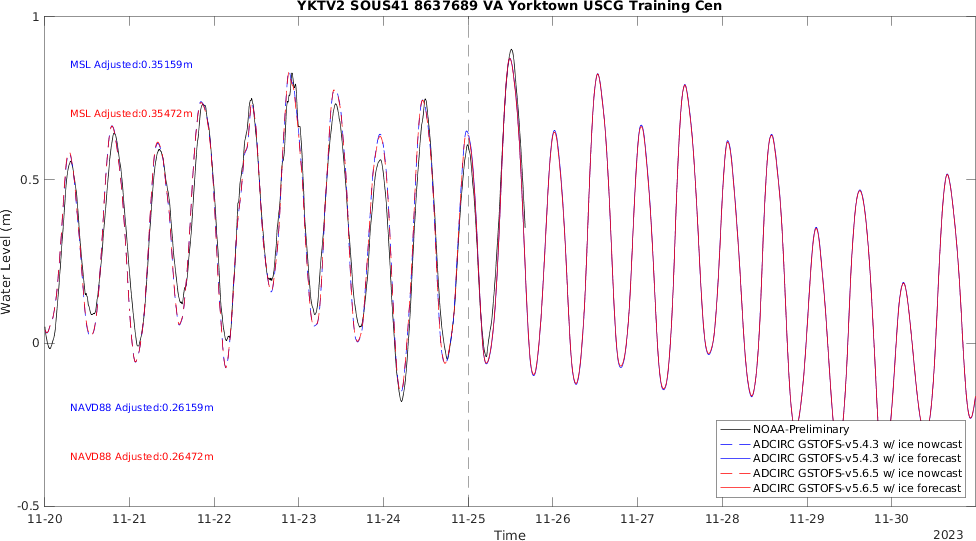 YKTV2 SOUS41 8637689 VA Yorktown USCG Training Cen
1
0.5
0
-0.5
Water Level (m)
MSL Adjusted:0.35159m
MSL Adjusted:0.35472m
NAVD88 Adjusted:0.26159m
NAVD88 Adjusted:0.26472m
NOAA-Preliminary
ADCIRC GSTOFS-v5.4.3 w/ ice nowcast
ADCIRC GSTOFS-v5.4.3 w/ ice forecast
ADCIRC GSTOFS-v5.6.5 w/ ice nowcast
ADCIRC GSTOFS-v5.6.5 w/ ice forecast
11-20 11-21 11-22 11-23 11-24 11-25 11-26 11-27 11-28 11-29 11-30
Time
2023